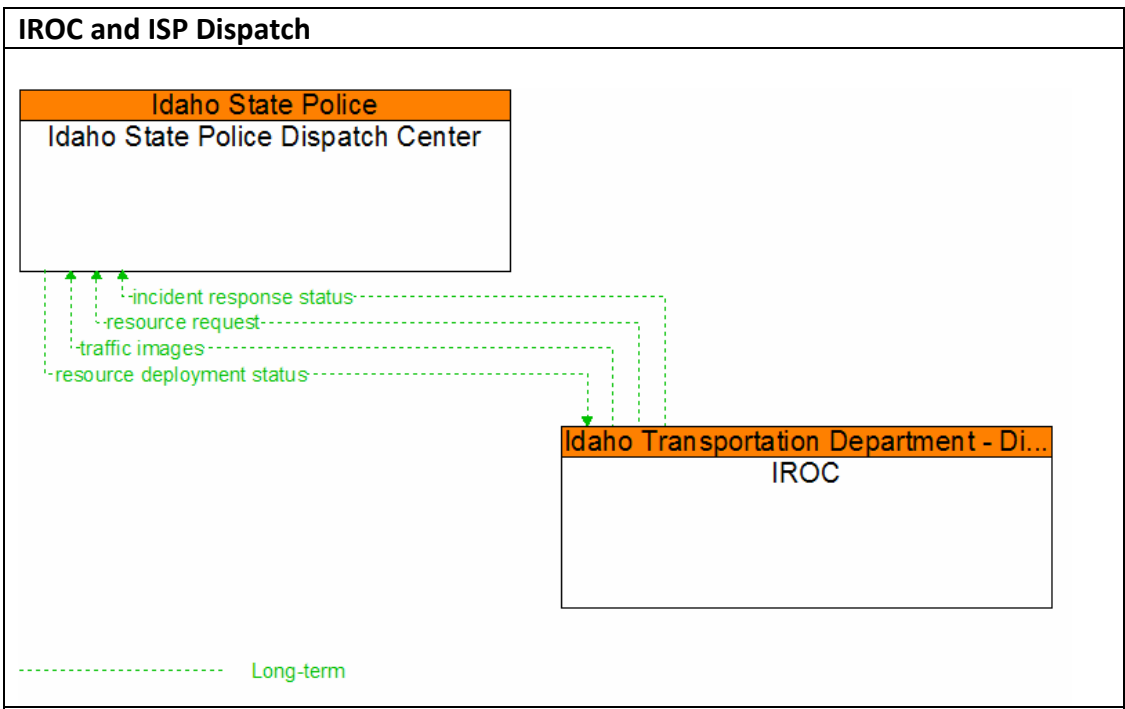 IROC and ISP Dispatch
Idaho State Police
Idaho State Police Dispatch Center
incident response status
resource request
traffic images
resource deployment status
Idaho Transportation Department - Di...
IROC
Long-term